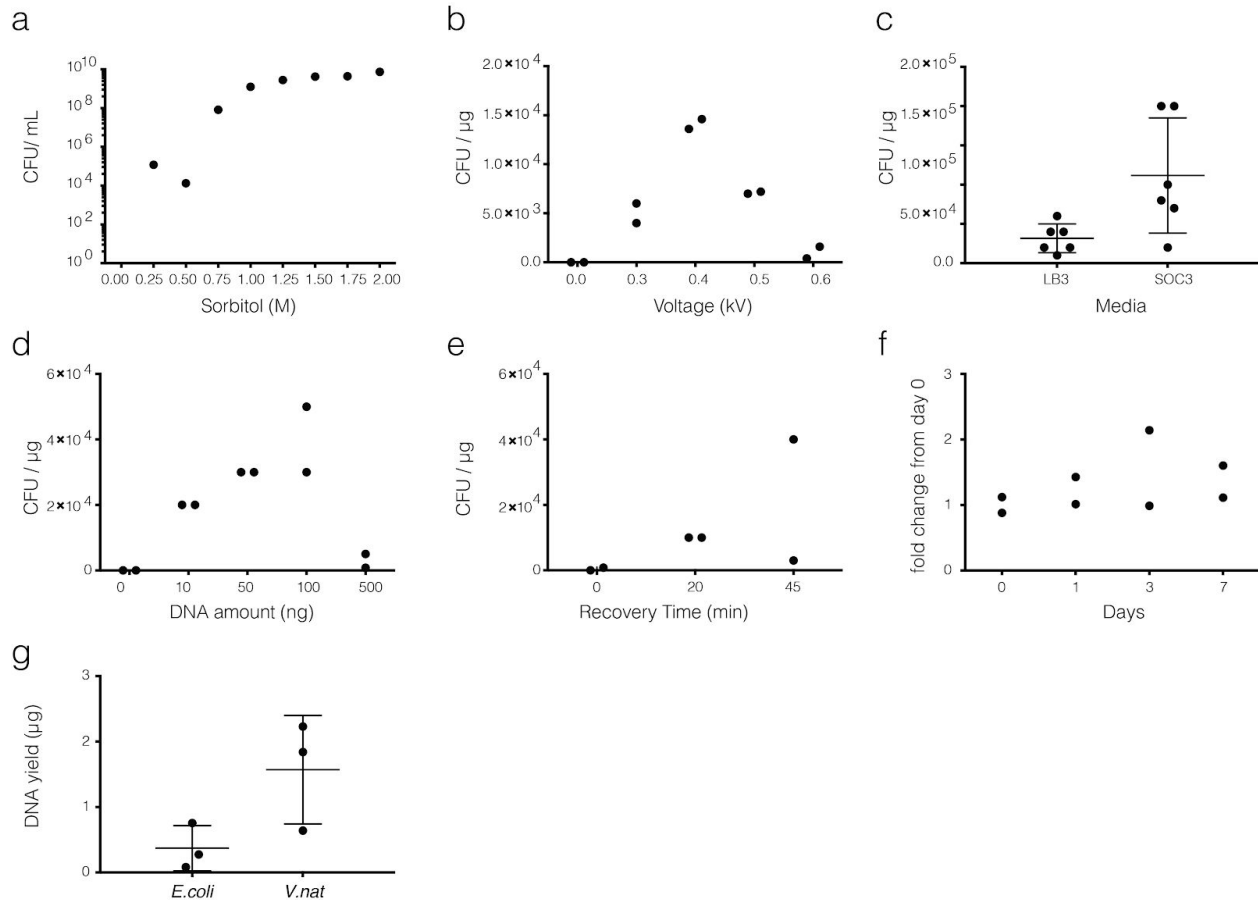 a
10^10
10^8
10^6
10^4
10^2
10^0
CFU/ mL
0.00 0.25 0.50 0.75 1.00 1.25 1.50 1.75 2.00
Sorbitol (M)
b
2.0×10^4
1.5×10^4
1.0×10^4
5.0×10^3
0.0
CFU / µg
0.0 0.3 0.4 0.5 0.6
Voltage (kV)
c
2.0×10^5
1.5×10^5
1.0×10^5
5.0×10^4
0.0
CFU / µg
LB3 SOC3
Media
d
6×10^4
4×10^4
2×10^4
0
CFU / µg
0 10 50 100 500
DNA amount (ng)
e
6×10^4
4×10^4
2×10^4
0
CFU / µg
0 20 45
Recovery Time (min)
f
3
2
1
0
fold change from day 0
0 1 3 7
Days
g
3
2
1
0
DNA yield (µg)
E.coli V.nat